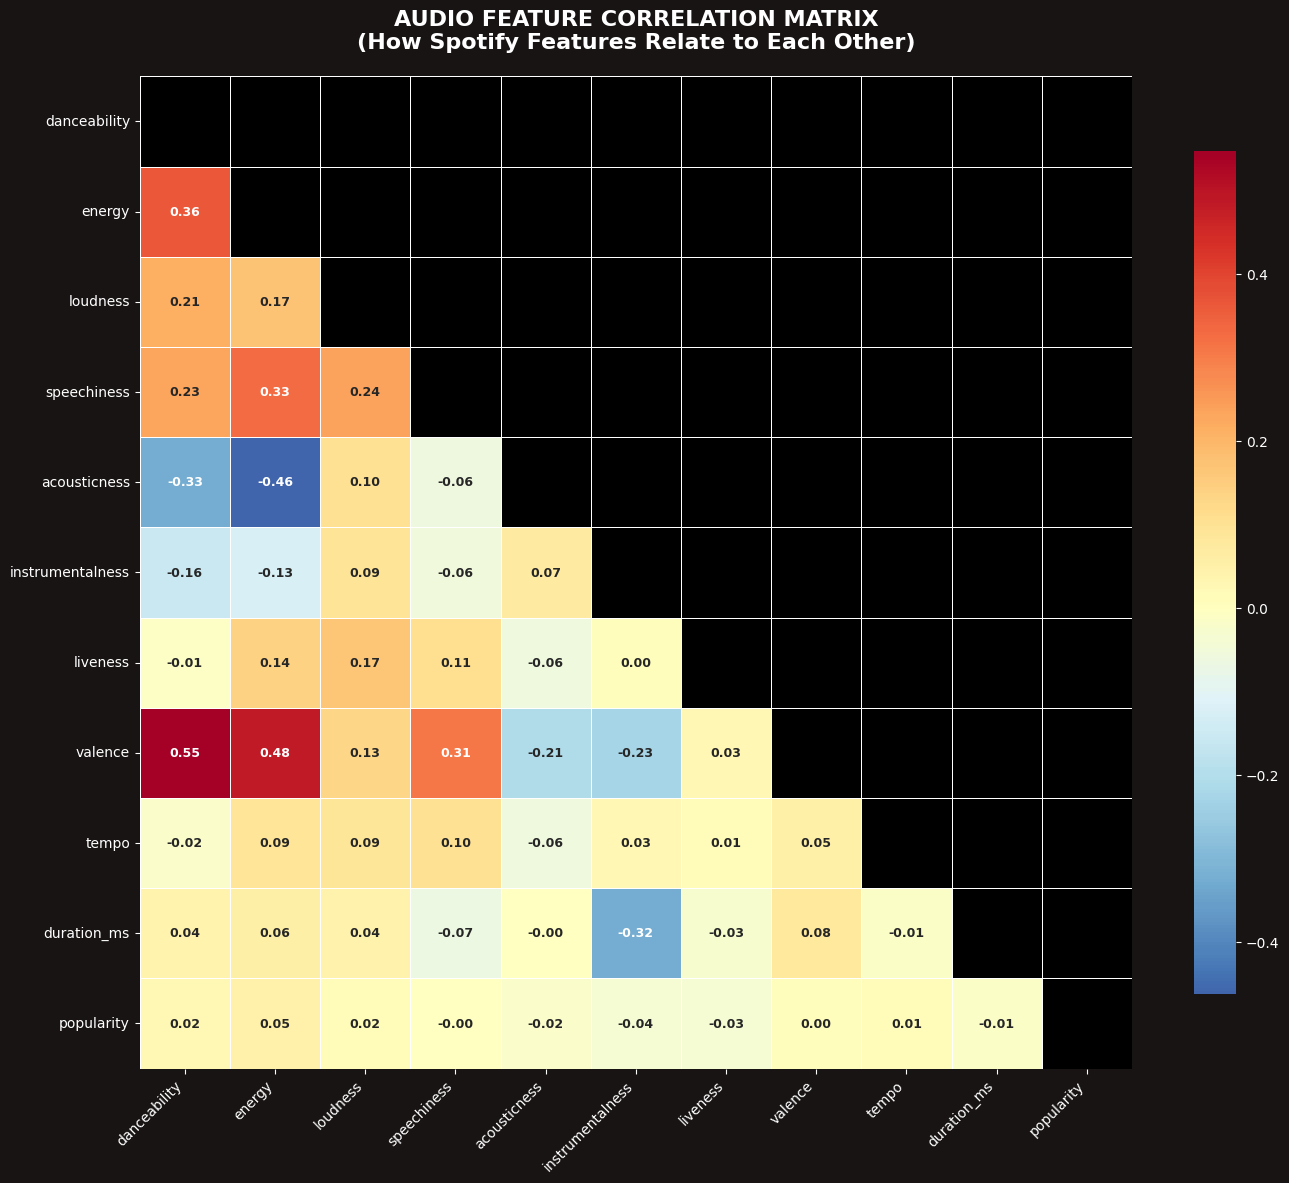 AUDIO FEATURE CORRELATION MATRIX
(How Spotify Features Relate to Each Other)
danceability
energy 0.36
loudness 0.21 0.17
speechiness 0.23 0.33 0.24
acousticness -0.33 -0.46 0.10 -0.06
instrumentalness -0.16 -0.13 0.09 -0.06 0.07
liveness -0.01 0.14 0.17 0.11 -0.06 0.00
valence 0.55 0.48 0.13 0.31 -0.21 -0.23 0.03
tempo -0.02 0.09 0.09 0.10 -0.06 0.03 0.01 0.05
duration_ms 0.04 0.06 0.04 -0.07 -0.00 -0.32 -0.03 0.08 -0.01
popularity 0.02 0.05 0.02 -0.00 -0.02 -0.04 -0.03 0.00 0.01 -0.01
danceability energy loudness speechiness acousticness instrumentalness liveness valence tempo duration_ms popularity
0.4
0.2
0.0
−0.2
−0.4